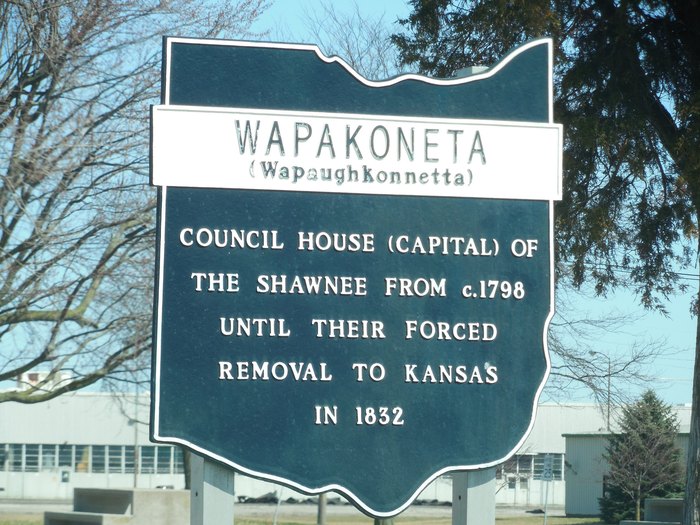 WAPAKONETA
(Wapaughkonnetta)
COUNCIL HOUSE (CAPITAL) OF
THE SHAWNEE FROM c.1798
UNTIL THEIR FORCED
REMOVAL TO KANSAS
IN 1832